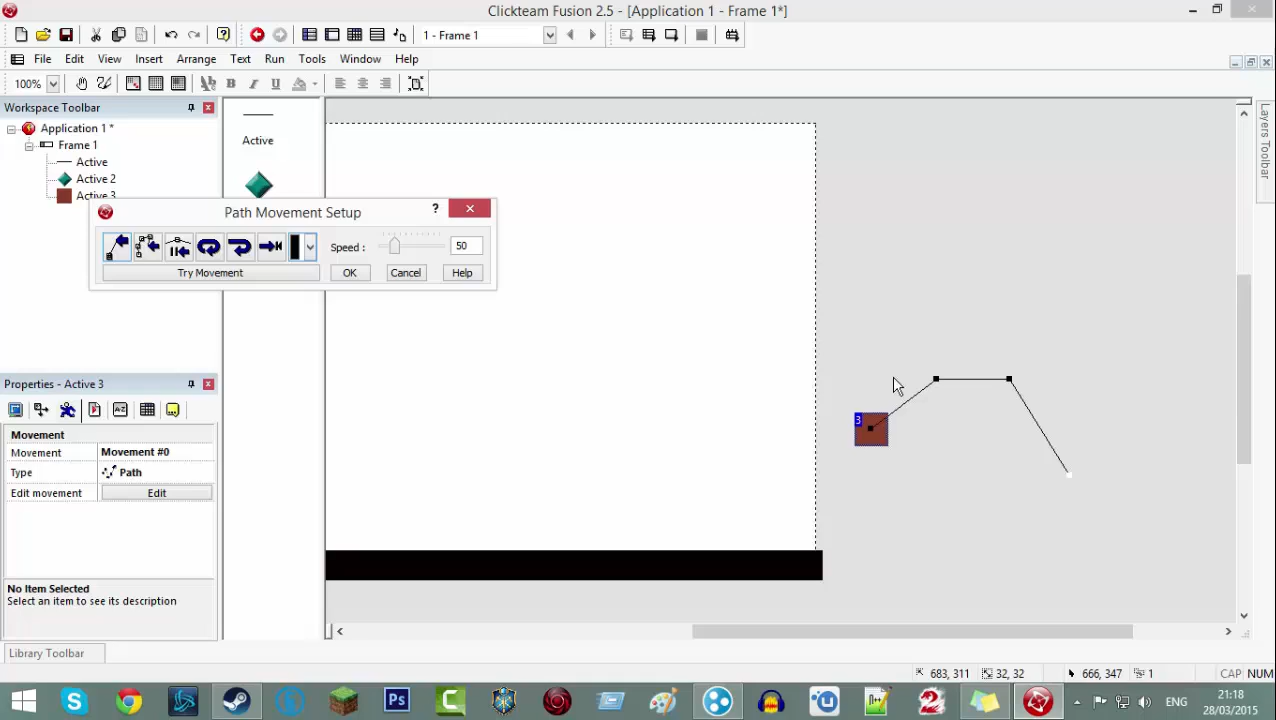 Clickteam Fusion 2.5 - [Application 1 - Frame 1*]
1 - Frame 1
File Edit View Insert Arrange Text Run Tools Window Help
100% B I U
Workspace Toolbar
Application 1 *
Frame 1
Active
Active 2
Active 3
Active
Layers Toolbar
Path Movement Setup ?
Speed : 50
Try Movement OK Cancel Help
3
Properties - Active 3
Movement
Movement Movement #0
Type Path
Edit movement Edit
No Item Selected
Select an item to see its description
Library Toolbar
683, 311 32, 32 666, 347 1 CAP NUM
ENG
21:18
28/03/2015